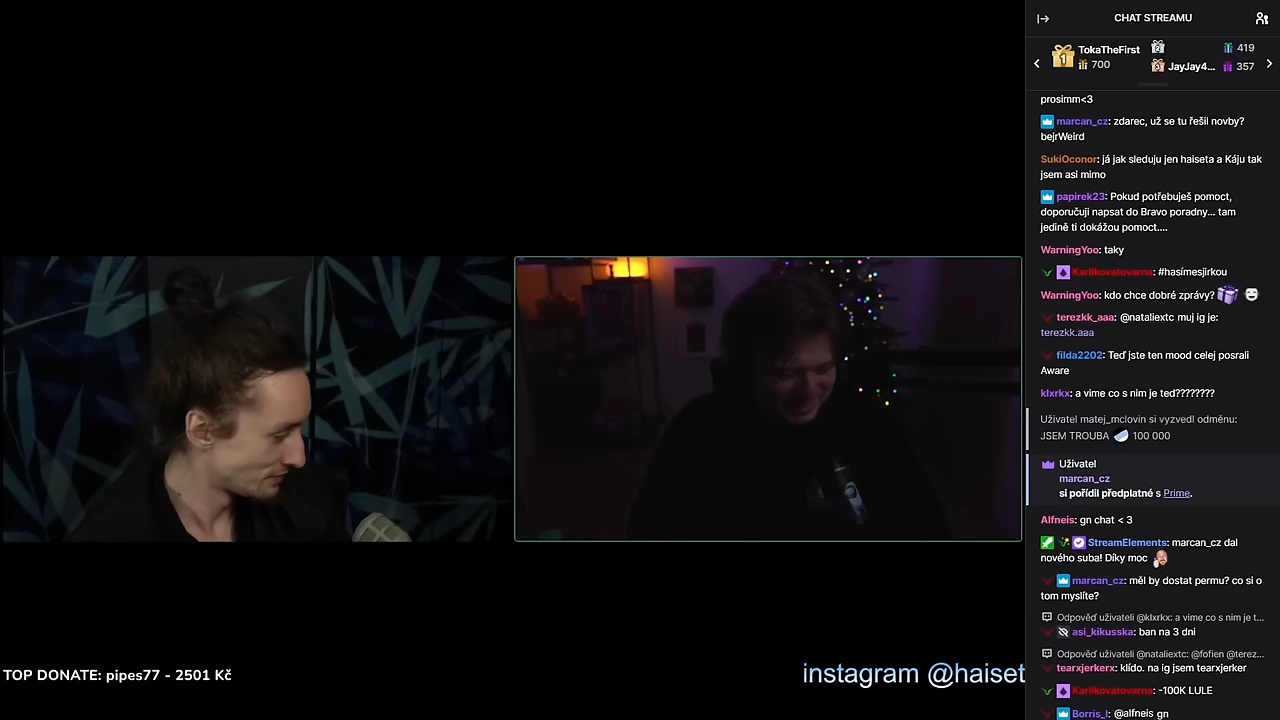 CHAT STREAMU
TokaTheFirst
700
2
419
3 JayJay4...
357
1
prosimm<3
marcan_cz: zdarec, už se tu řešil novby?
bejrWeird
SukiOconor: já jak sleduju jen haiseta a Káju tak
jsem asi mimo
papirek23: Pokud potřebuješ pomoct,
doporučuji napsat do Bravo poradny... tam
jedině ti dokážou pomoct....
WarningYoo: taky
Karlikovatovarna: #hasímesjirkou
WarningYoo: kdo chce dobré zprávy?
terezkk_aaa: @nataliextc muj ig je:
terezkk.aaa
filda2202: Teď jste ten mood celej posrali
Aware
klxrkx: a vime co s nim je ted????????
Uživatel matej_mclovin si vyzvedl odměnu:
JSEM TROUBA 100 000
Uživatel
marcan_cz
si pořídil předplatné s Prime.
Alfneis: gn chat < 3
StreamElements: marcan_cz dal
nového suba! Díky moc
marcan_cz: měl by dostat permu? co si o
tom myslíte?
Odpověď uživateli @klxrkx: a vime co s nim je t...
asi_kikusska: ban na 3 dni
Odpověď uživateli @nataliextc: @fofien @terez...
tearxjerkerx: klído. na ig jsem tearxjerker
Karlikovatovarna: -100K LULE
Borris_l: @alfneis gn
TOP DONATE: pipes77 - 2501 Kč
instagram @haiset